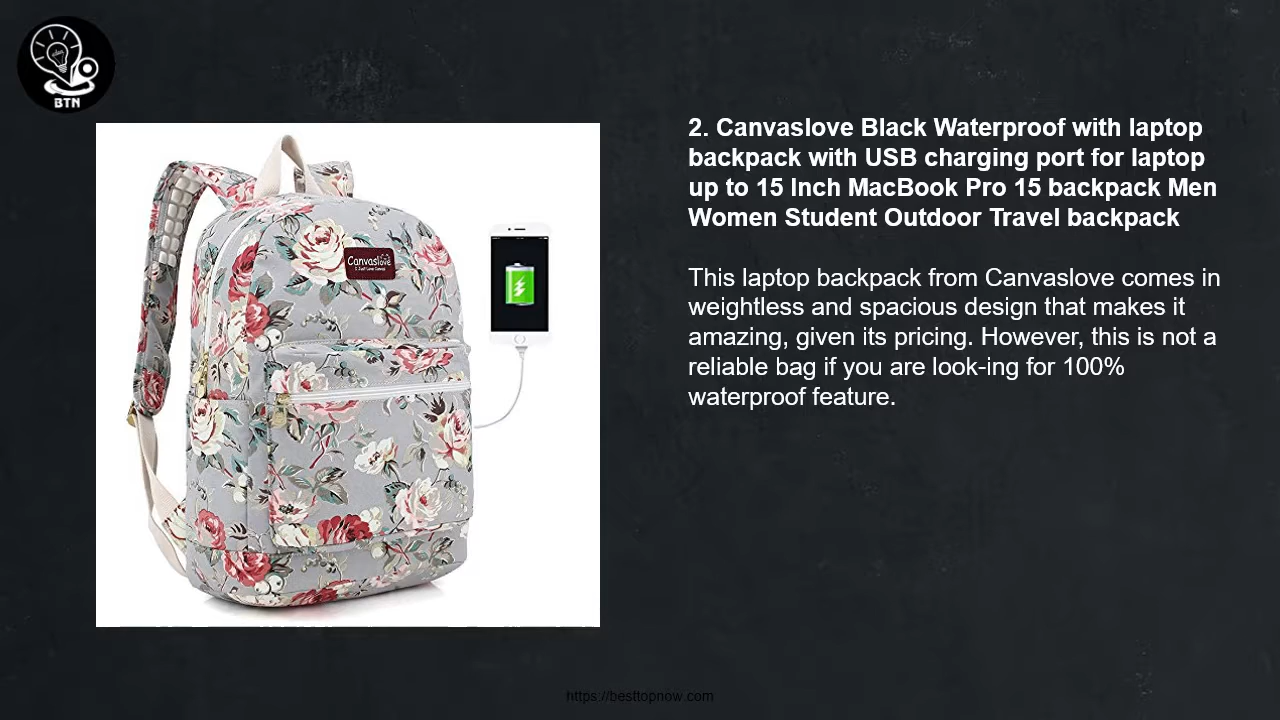 BTN
2. Canvaslove Black Waterproof with laptop
backpack with USB charging port for laptop
up to 15 Inch MacBook Pro 15 backpack Men
Women Student Outdoor Travel backpack
This laptop backpack from Canvaslove comes in
weightless and spacious design that makes it
amazing, given its pricing. However, this is not a
reliable bag if you are look-ing for 100%
waterproof feature.
Canvaslove
I Just Love Canvas
https://besttopnow.com